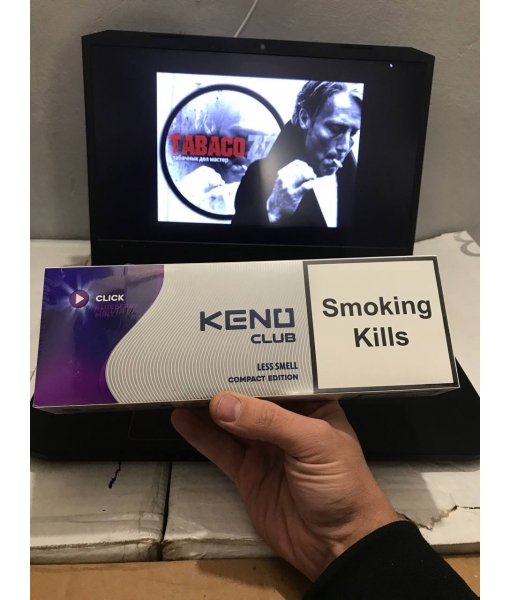 TABACO
табачных дел мастер
CLICK
KENO
CLUB
LESS SMELL
COMPACT EDITION
Smoking
Kills